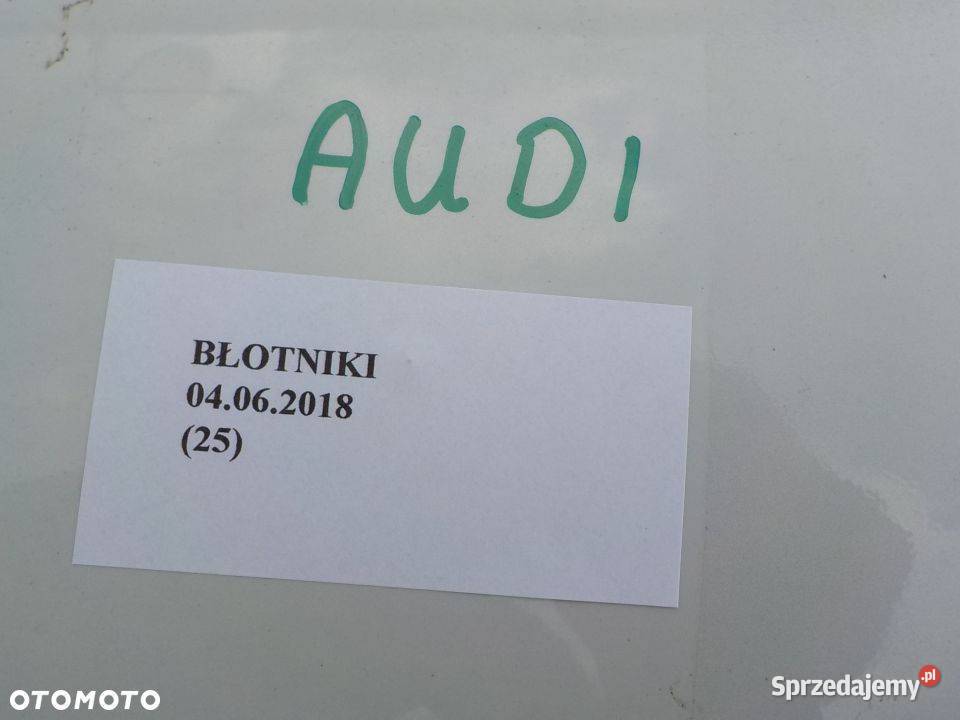 AUDI
BŁOTNIKI
04.06.2018
(25)
OTOMOTO
Sprzedajemy.pl